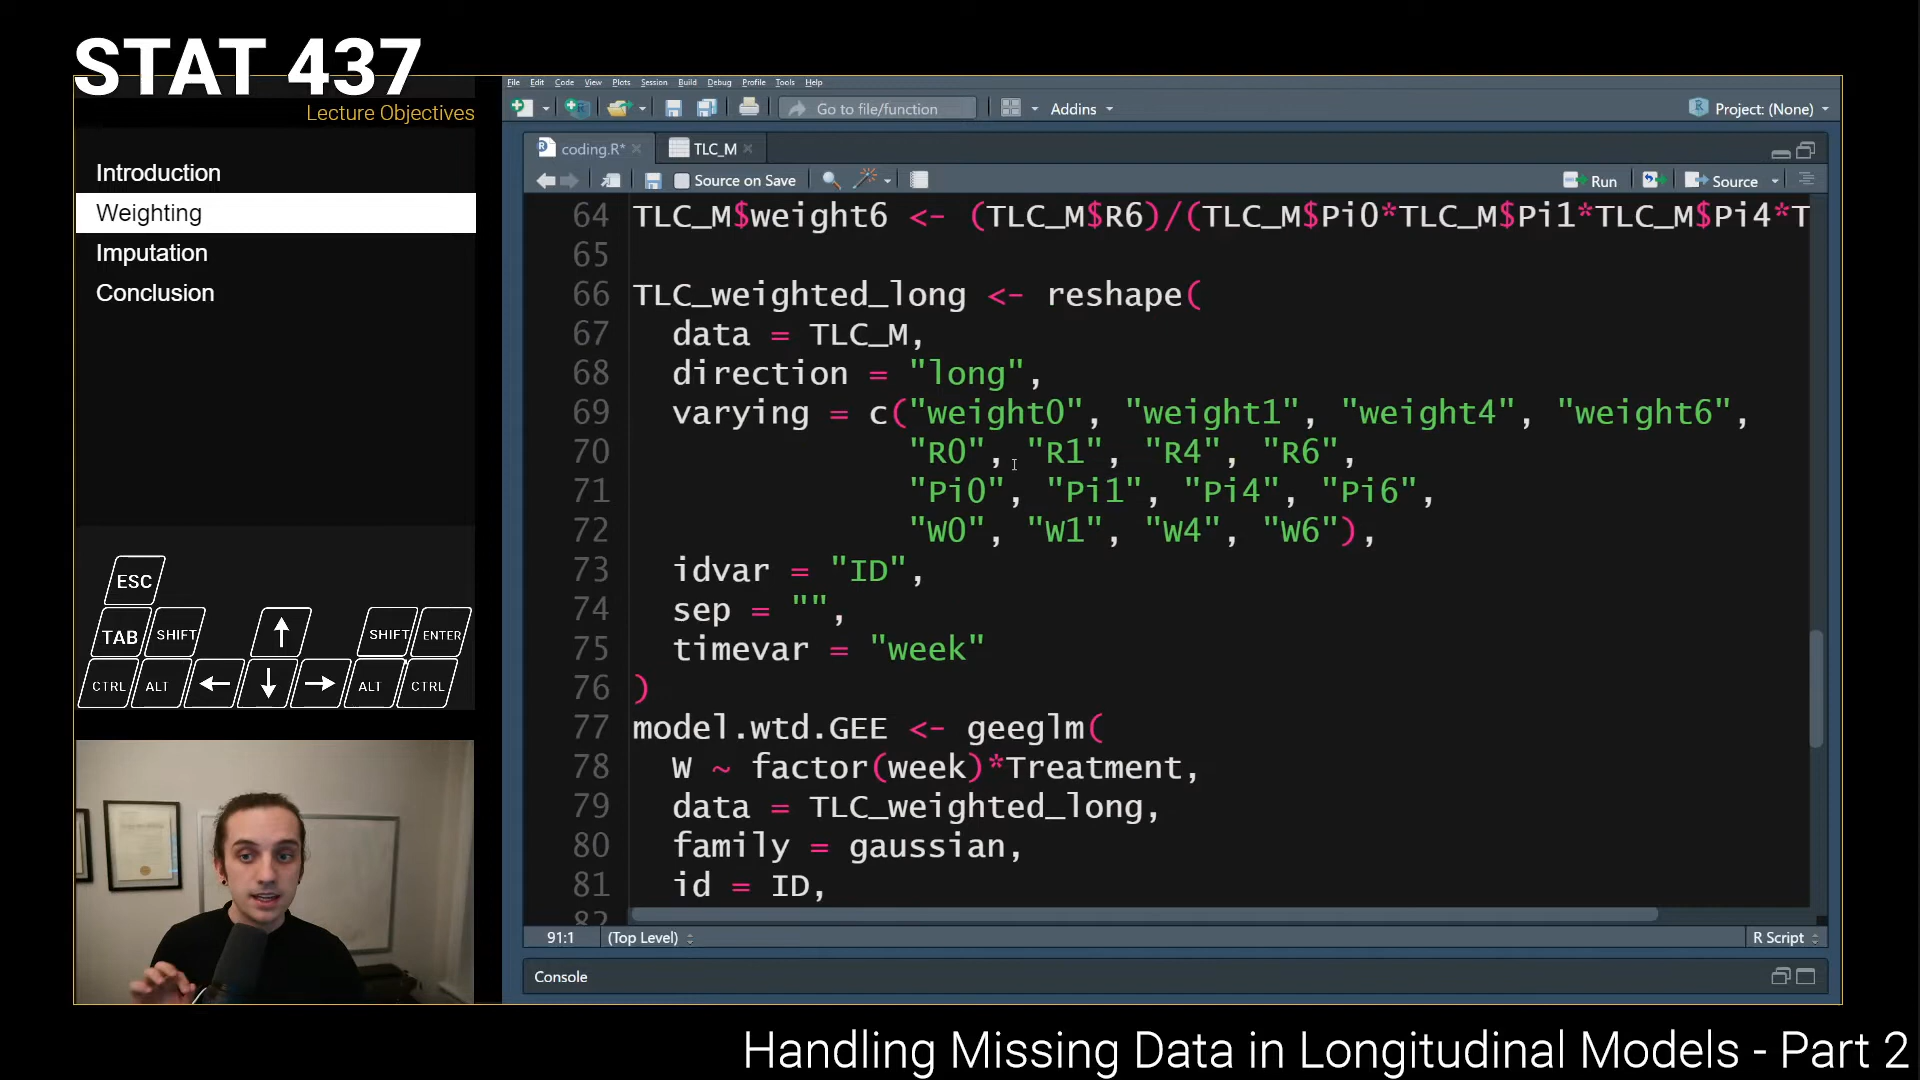 STAT 437
Lecture Objectives
Introduction
Weighting
Imputation
Conclusion
ESC
TAB SHIFT ↑ SHIFT ENTER
CTRL ALT ← ↓ → ALT CTRL
File Edit Code View Plots Session Build Debug Profile Tools Help
Go to file/function Addins Project: (None)
coding.R* TLC_M
Source on Save Run Source
64 TLC_M$weight6 <- (TLC_M$R6)/(TLC_M$Pi0*TLC_M$Pi1*TLC_M$Pi4*T
65
66 TLC_weighted_long <- reshape(
67 data = TLC_M,
68 direction = "long",
69 varying = c("weight0", "weight1", "weight4", "weight6",
70 "R0", "R1", "R4", "R6",
71 "Pi0", "Pi1", "Pi4", "Pi6",
72 "W0", "W1", "W4", "W6"),
73 idvar = "ID",
74 sep = "",
75 timevar = "week"
76 )
77 model.wtd.GEE <- geeglm(
78 W ~ factor(week)*Treatment,
79 data = TLC_weighted_long,
80 family = gaussian,
81 id = ID,
82
91:1 (Top Level) R Script
Console
Handling Missing Data in Longitudinal Models - Part 2